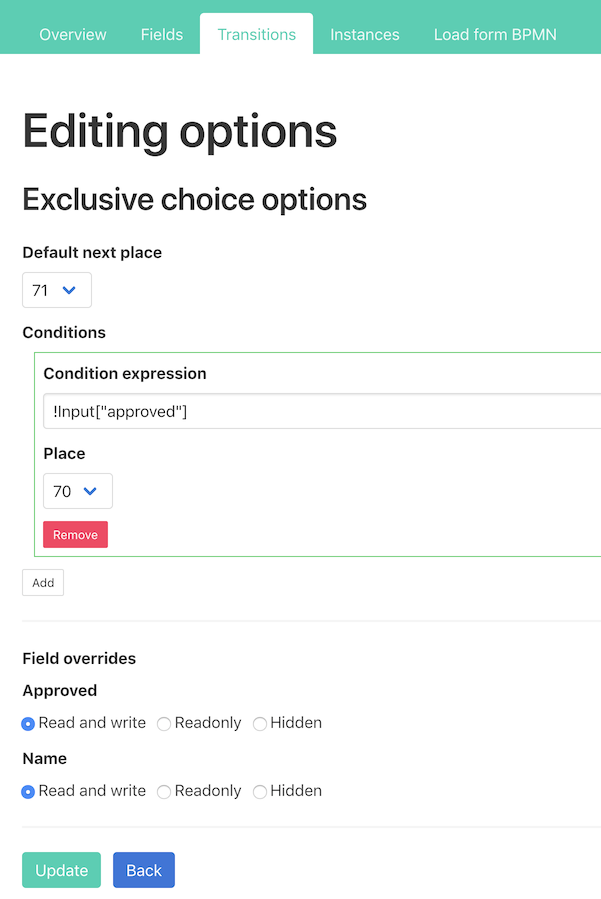 Overview Fields Transitions Instances Load form BPMN
Editing options
Exclusive choice options
Default next place
71
Conditions
Condition expression
!Input["approved"]
Place
70
Remove
Add
Field overrides
Approved
Read and write Readonly Hidden
Name
Read and write Readonly Hidden
Update Back